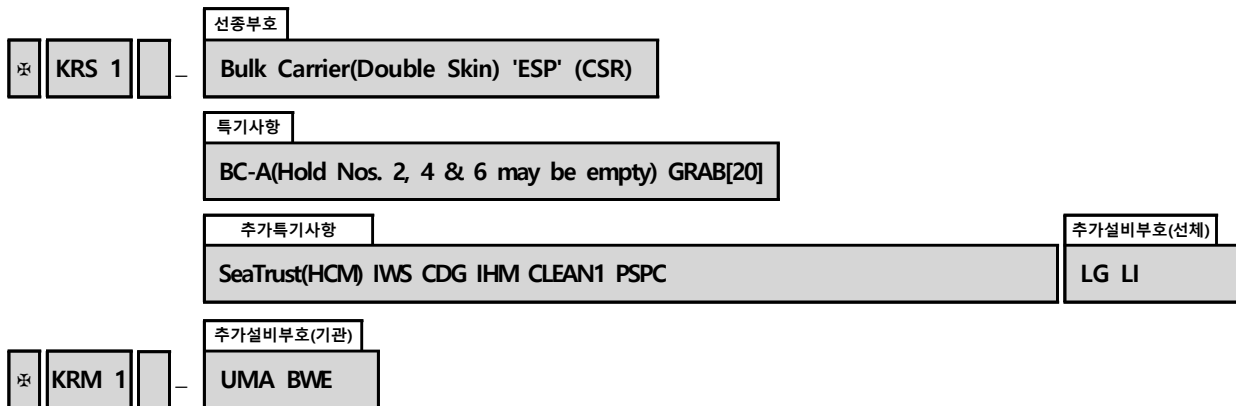 선종부호
✠ KRS 1 – Bulk Carrier(Double Skin) 'ESP' (CSR)
특기사항
BC-A(Hold Nos. 2, 4 & 6 may be empty) GRAB[20]
추가특기사항 추가설비부호(선체)
SeaTrust(HCM) IWS CDG IHM CLEAN1 PSPC LG LI
추가설비부호(기관)
✠ KRM 1 – UMA BWE